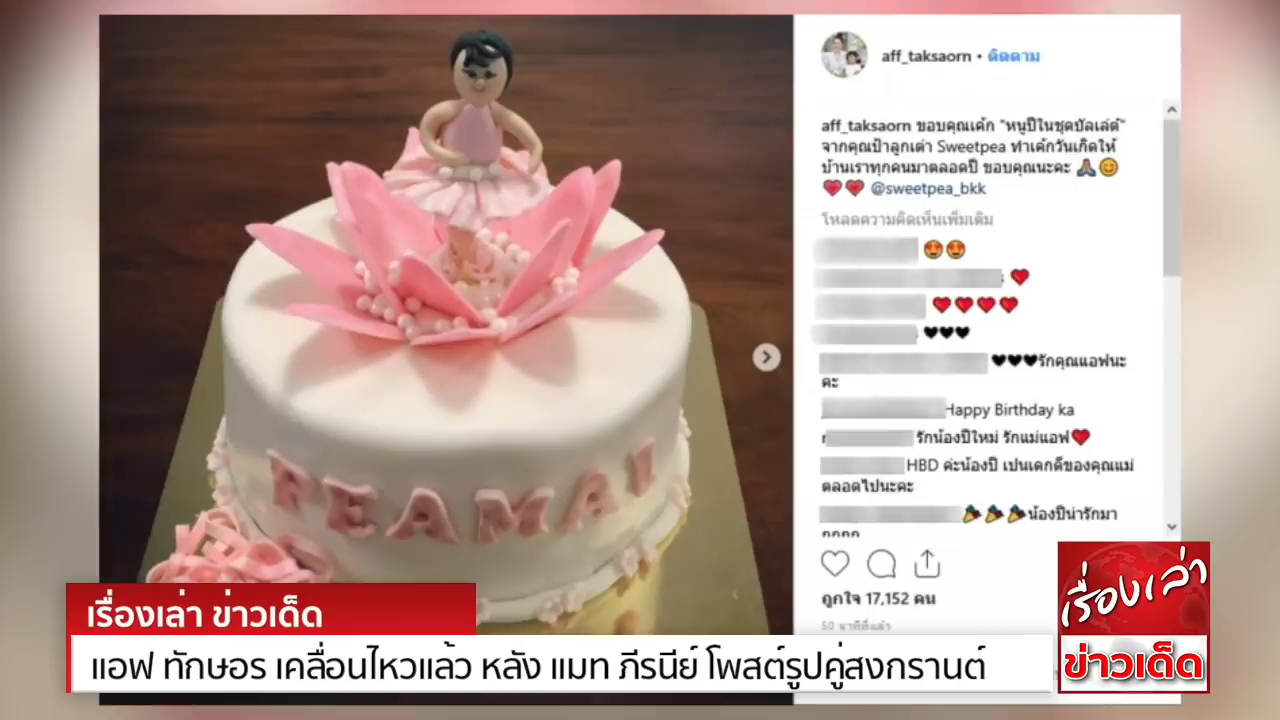 aff_taksaorn • ติดตาม
aff_taksaorn ขอบคุณเค้ก "หนูปีในชุดบัลเล่ต์"
จากคุณป้าลูกเต๋า Sweetpea ทำเค้กวันเกิดให้
บ้านเราทุกคนมาตลอดปี ขอบคุณนะคะ 🙏🏽😊
💗💗 @sweetpea_bkk
โหลดความคิดเห็นเพิ่มเติม
😍😍
❤️
❤️❤️❤️❤️
🖤🖤🖤
🖤🖤🖤รักคุณแอฟนะ
คะ
Happy Birthday ka
รักน้องปีใหม่ รักแม่แอฟ❤️
HBD ค่ะน้องปี เปนเดกดีของคุณแม่
ตลอดไปนะคะ
🎉🎉🎉น้องปีน่ารักมา
PEAMAI
ถูกใจ 17,152 คน
50 นาทีที่แล้ว
เรื่องเล่า ข่าวเด็ด
แอฟ ทักษอร เคลื่อนไหวแล้ว หลัง แมท ภีรนีย์ โพสต์รูปคู่สงกรานต์
เรื่องเล่า
ข่าวเด็ด